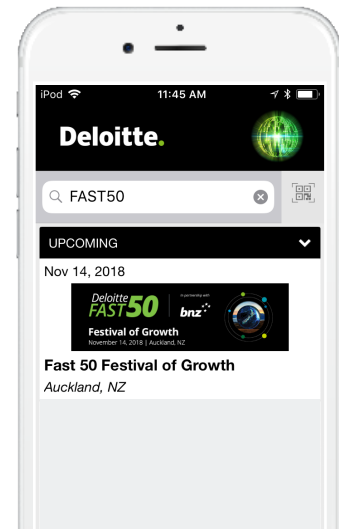 iPod 11:45 AM
Deloitte.
FAST50
UPCOMING
Nov 14, 2018
Deloitte
FAST50
In partnership with
bnz
Festival of Growth
November 14, 2018 | Auckland, NZ
Fast 50 Festival of Growth
Auckland, NZ